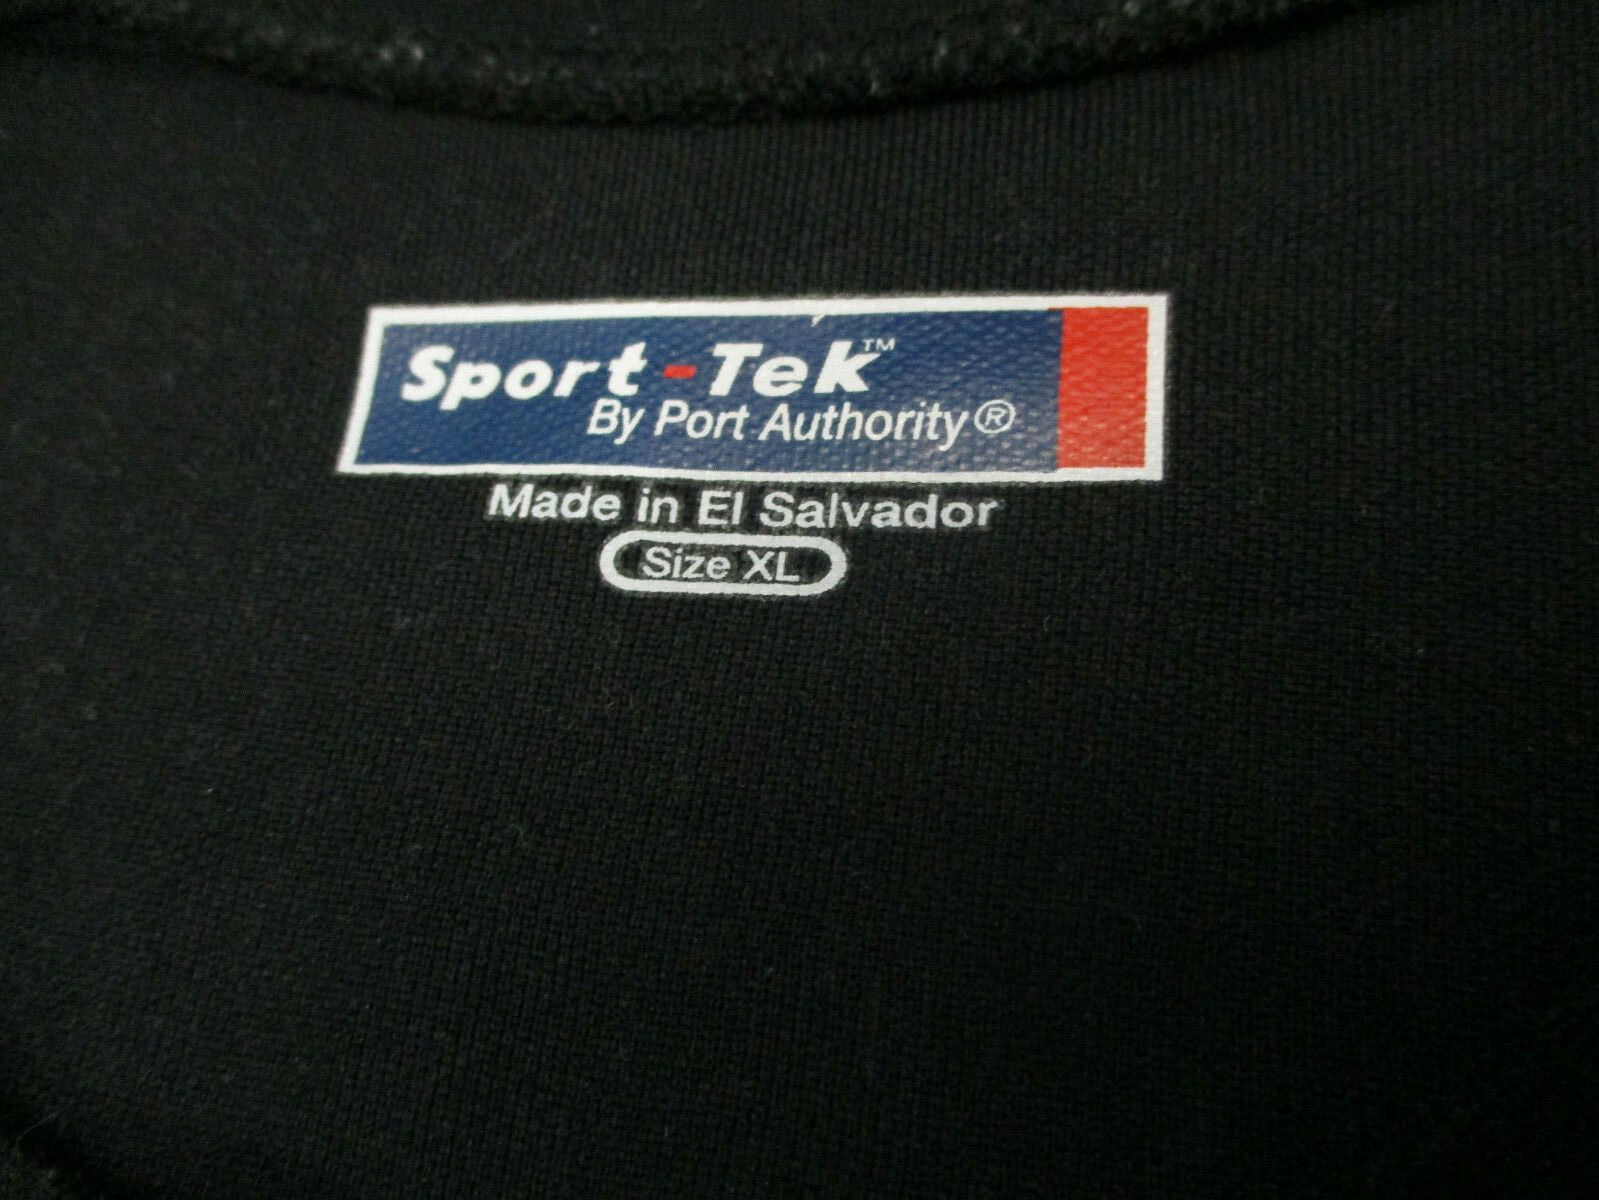 Sport-Tek™
By Port Authority®
Made in El Salvador
Size XL